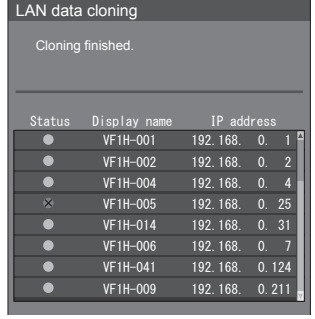 LAN data cloning
Cloning finished.
Status Display name IP address
VF1H-001 192.168. 0. 1
VF1H-002 192.168. 0. 2
VF1H-004 192.168. 0. 4
VF1H-005 192.168. 0. 25
VF1H-014 192.168. 0. 31
VF1H-006 192.168. 0. 7
VF1H-041 192.168. 0.124
VF1H-009 192.168. 0.211